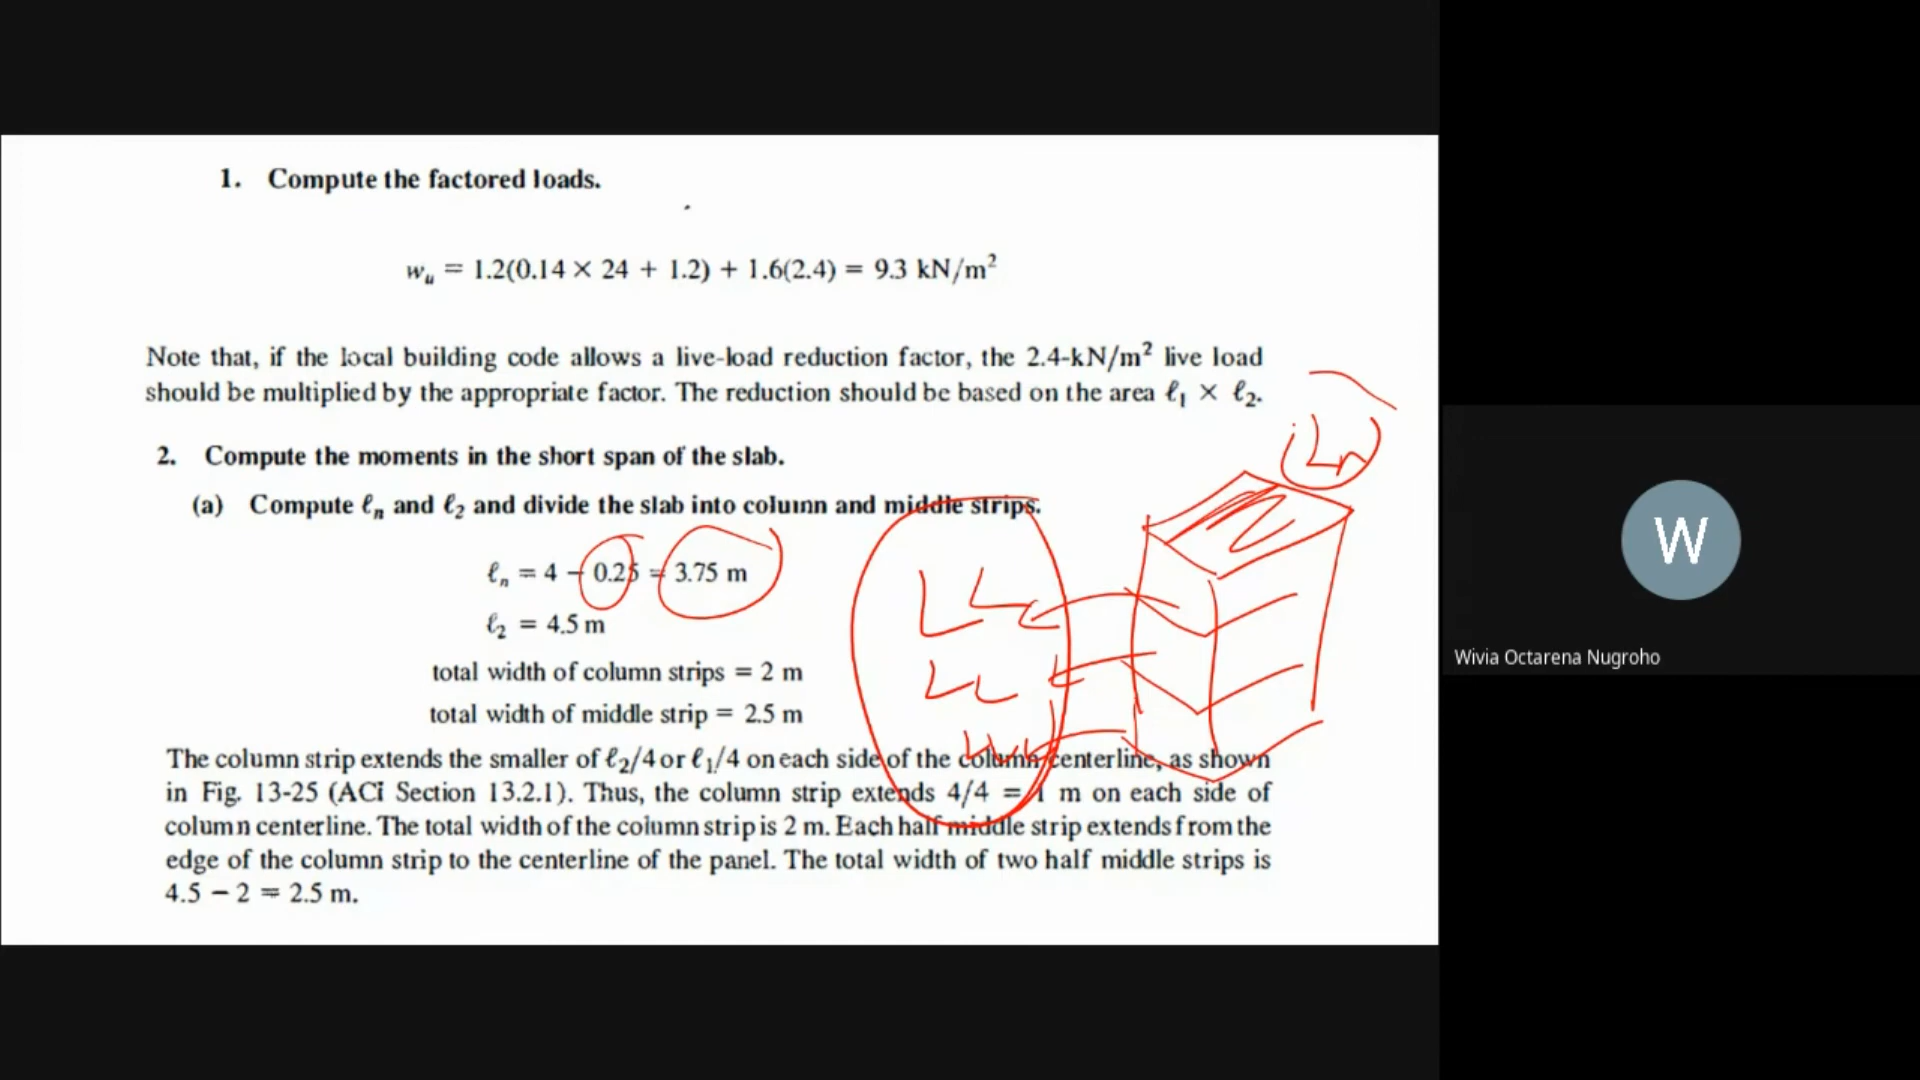 1. Compute the factored loads.
wᵤ = 1.2(0.14 × 24 + 1.2) + 1.6(2.4) = 9.3 kN/m²
Note that, if the local building code allows a live-load reduction factor, the 2.4-kN/m² live load
should be multiplied by the appropriate factor. The reduction should be based on the area ℓ₁ × ℓ₂.
2. Compute the moments in the short span of the slab.
(a) Compute ℓₙ and ℓ₂ and divide the slab into column and middle strips.
ℓₙ = 4 − 0.25 = 3.75 m
ℓ₂ = 4.5 m
total width of column strips = 2 m
total width of middle strip = 2.5 m
The column strip extends the smaller of ℓ₂/4 or ℓ₁/4 on each side of the column centerline, as shown
in Fig. 13-25 (ACI Section 13.2.1). Thus, the column strip extends 4/4 = 1 m on each side of
column centerline. The total width of the column strip is 2 m. Each half middle strip extends from the
edge of the column strip to the centerline of the panel. The total width of two half middle strips is
4.5 − 2 = 2.5 m.
LL
LL
W
Wivia Octarena Nugroho